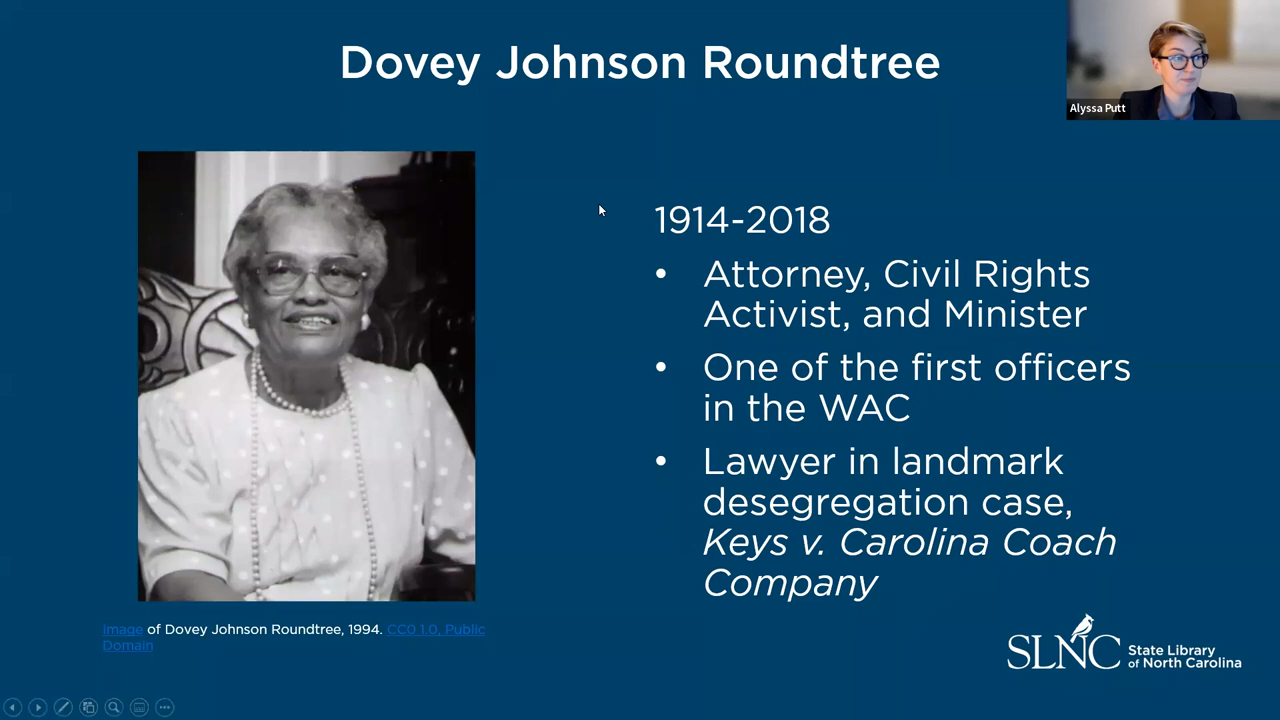 Dovey Johnson Roundtree
Alyssa Putt
1914-2018
• Attorney, Civil Rights
Activist, and Minister
• One of the first officers
in the WAC
• Lawyer in landmark
desegregation case,
Keys v. Carolina Coach
Company
Image of Dovey Johnson Roundtree, 1994. CC0 1.0, Public
Domain
SLNC State Library
of North Carolina